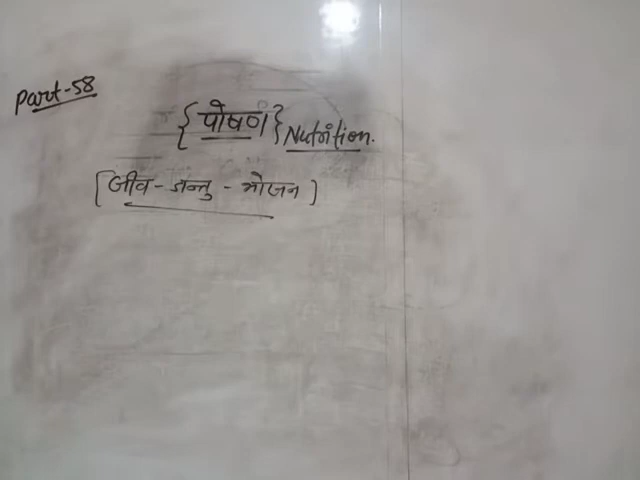 Part-58
{पोषण} Nutrition.
[जीव - जन्तु - भोजन]